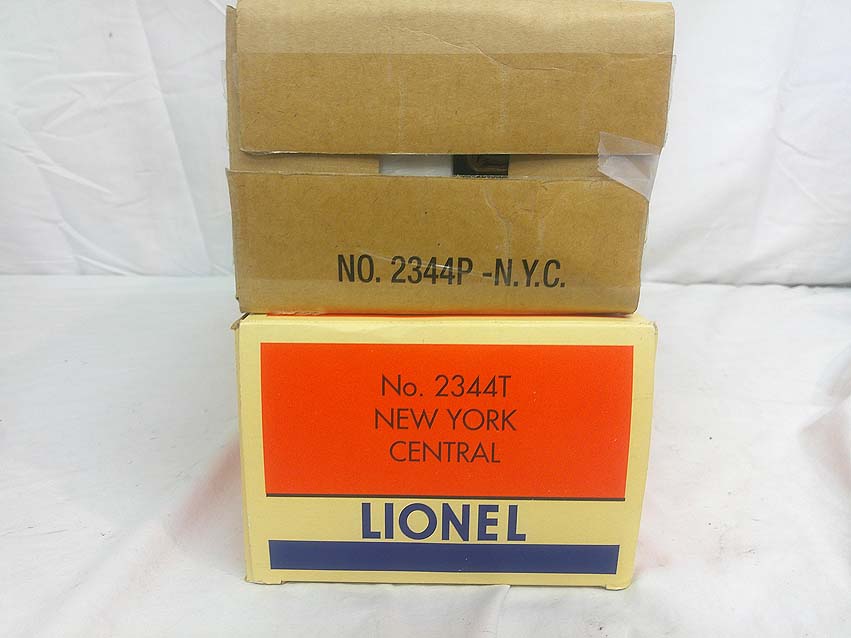 NO. 2344P -N.Y.C.
No. 2344T
NEW YORK
CENTRAL
LIONEL